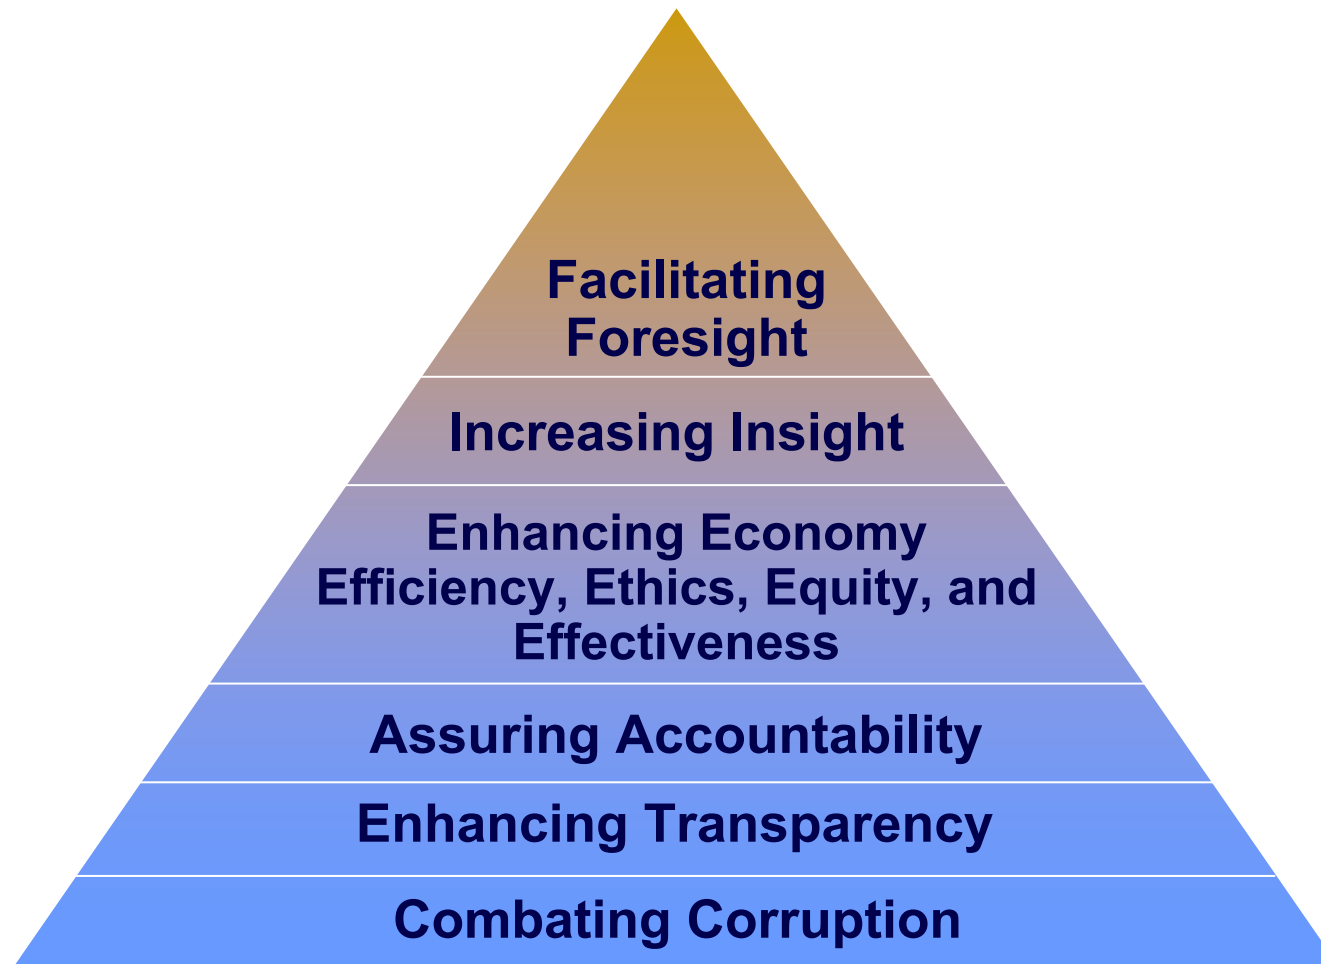 Facilitating
Foresight
Increasing Insight
Enhancing Economy
Efficiency, Ethics, Equity, and
Effectiveness
Assuring Accountability
Enhancing Transparency
Combating Corruption